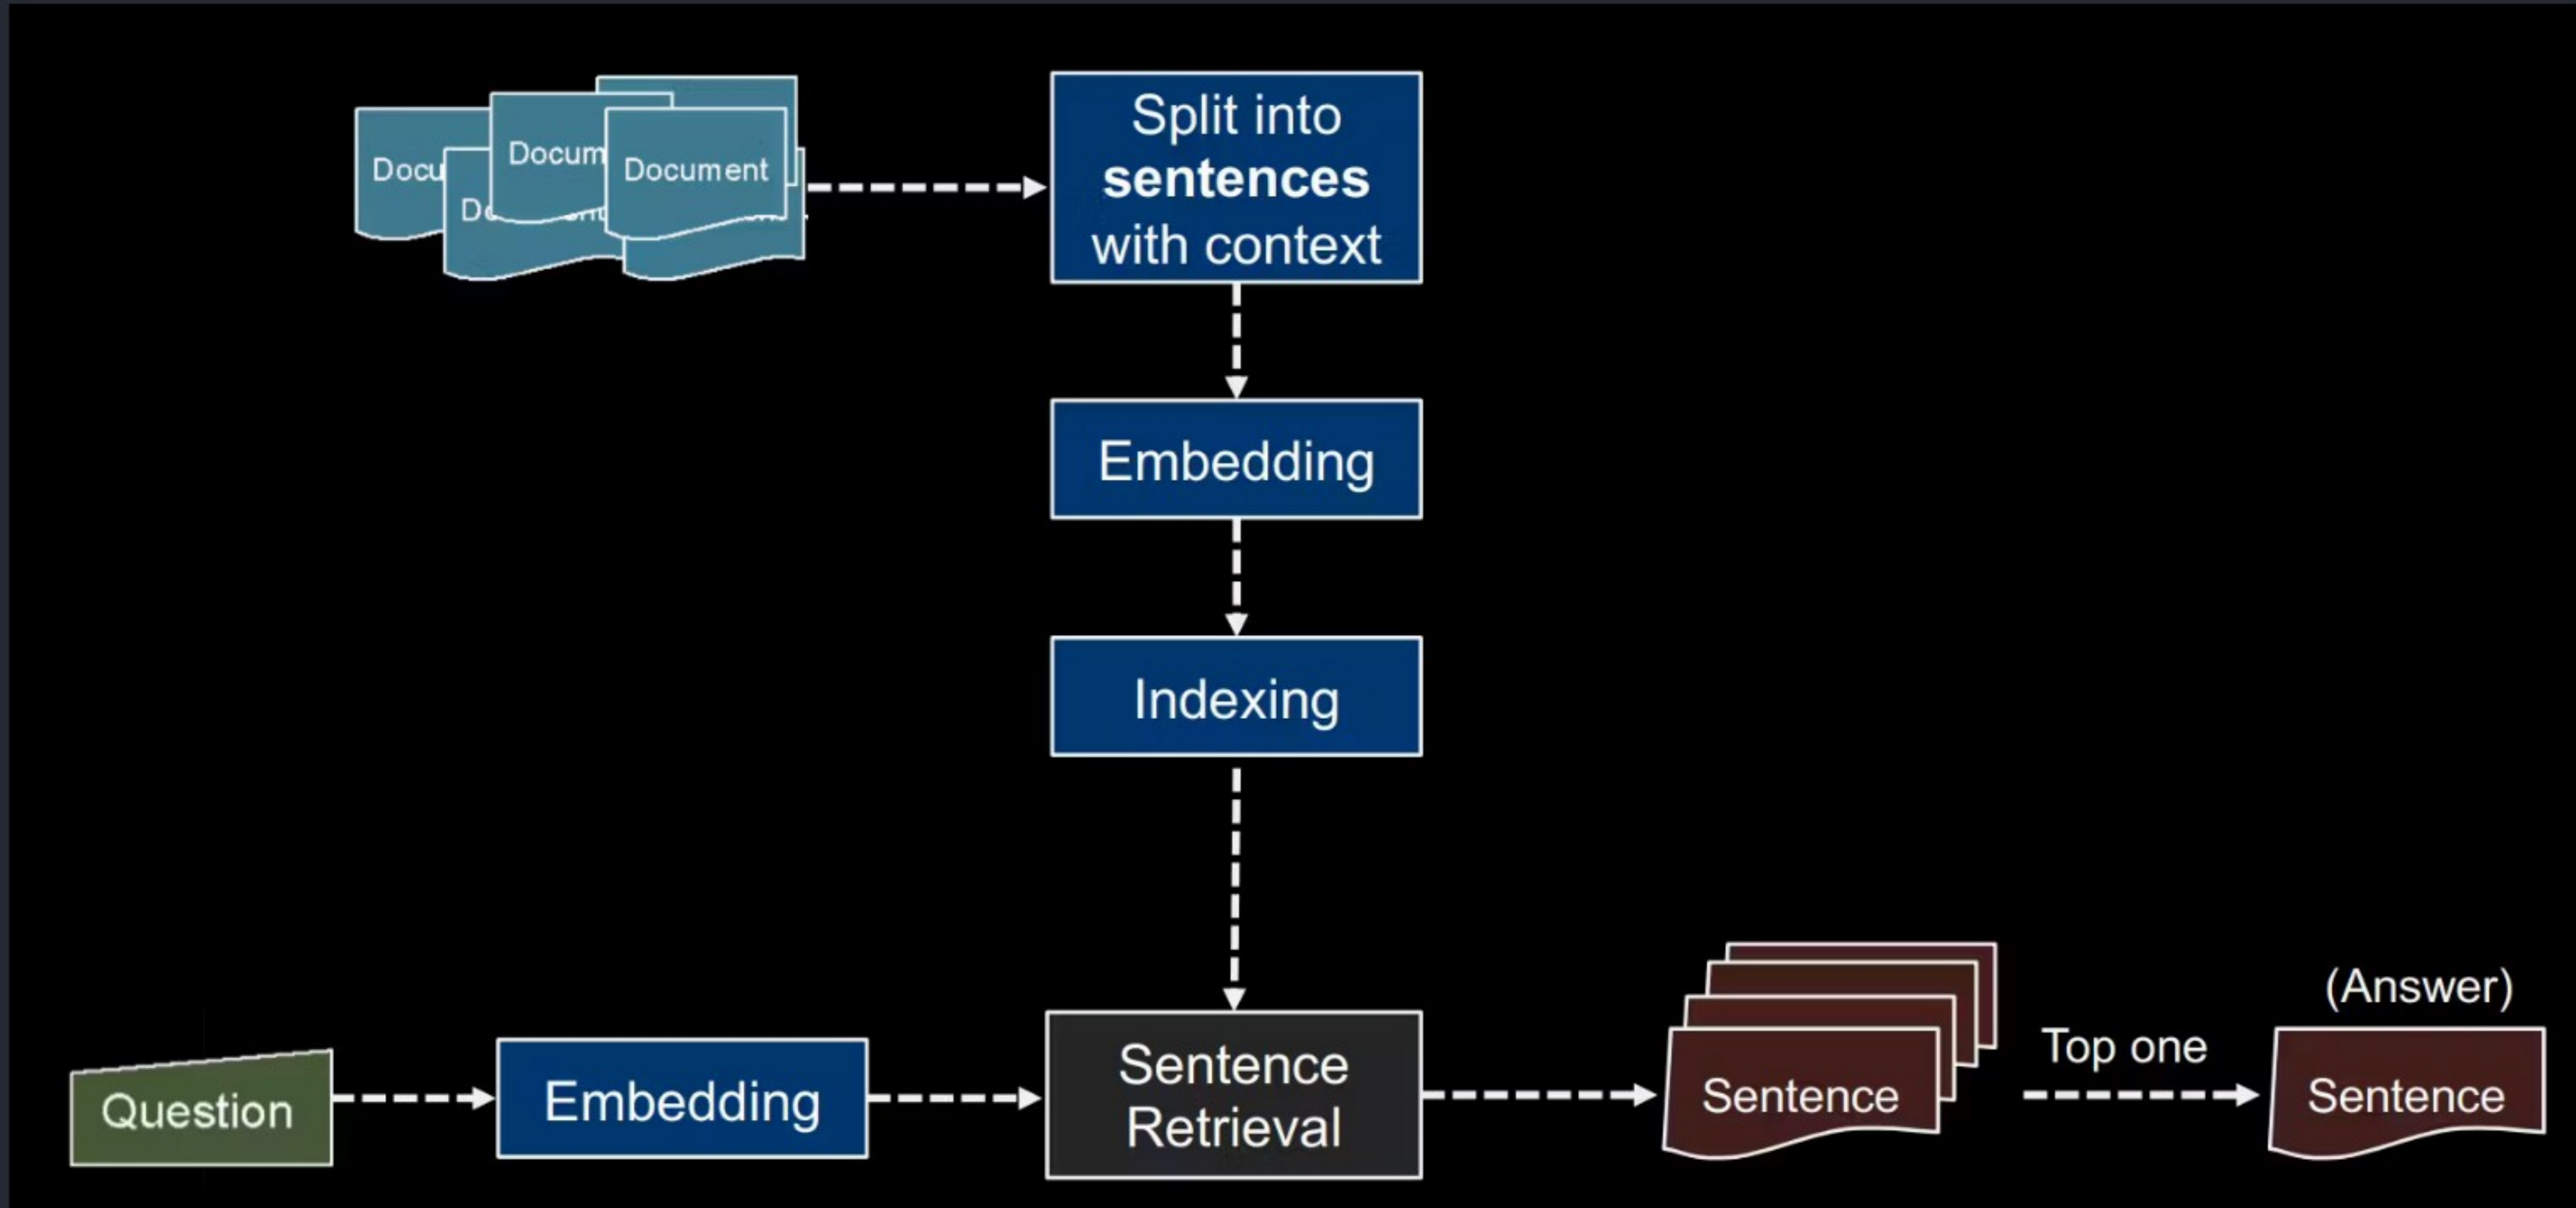 Docu
Docum
Document
Split into
sentences
with context
Embedding
Indexing
Question
Embedding
Sentence
Retrieval
Sentence
Top one
(Answer)
Sentence